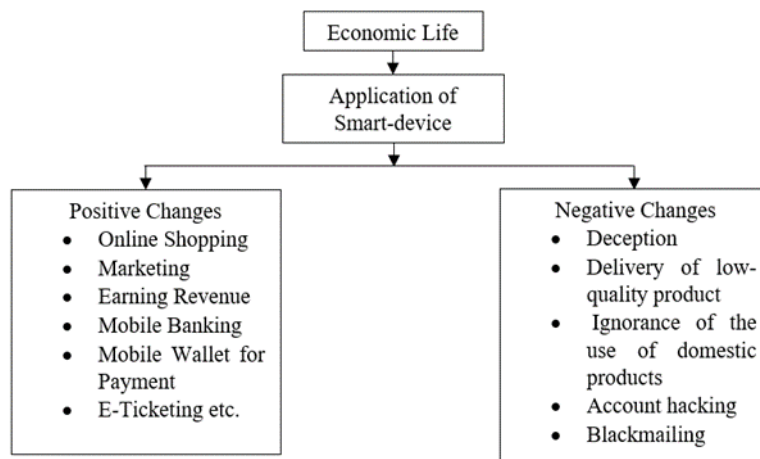 Economic Life
Application of
Smart-device
Positive Changes
• Online Shopping
• Marketing
• Earning Revenue
• Mobile Banking
• Mobile Wallet for
Payment
• E-Ticketing etc.
Negative Changes
• Deception
• Delivery of low-
quality product
• Ignorance of the
use of domestic
products
• Account hacking
• Blackmailing